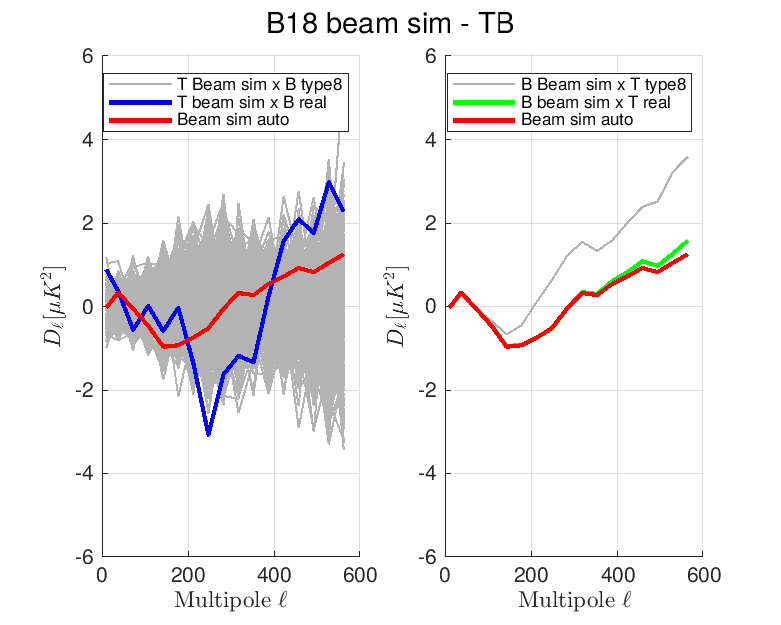 B18 beam sim - TB
T Beam sim x B type8
T beam sim x B real
Beam sim auto
6
4
2
0
-2
-4
-6
0
200
400
600
Multipole ℓ
D_ℓ[μK²]
B Beam sim x T type8
B beam sim x T real
Beam sim auto
6
4
2
0
-2
-4
-6
0
200
400
600
Multipole ℓ
D_ℓ[μK²]